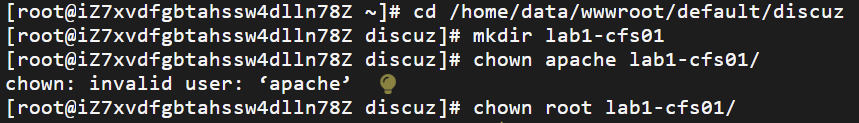 [root@iZ7xvdfgbtahssw4dlln78Z ~]# cd /home/data/wwwroot/default/discuz
[root@iZ7xvdfgbtahssw4dlln78Z discuz]# mkdir lab1-cfs01
[root@iZ7xvdfgbtahssw4dlln78Z discuz]# chown apache lab1-cfs01/
chown: invalid user: ‘apache’
[root@iZ7xvdfgbtahssw4dlln78Z discuz]# chown root lab1-cfs01/